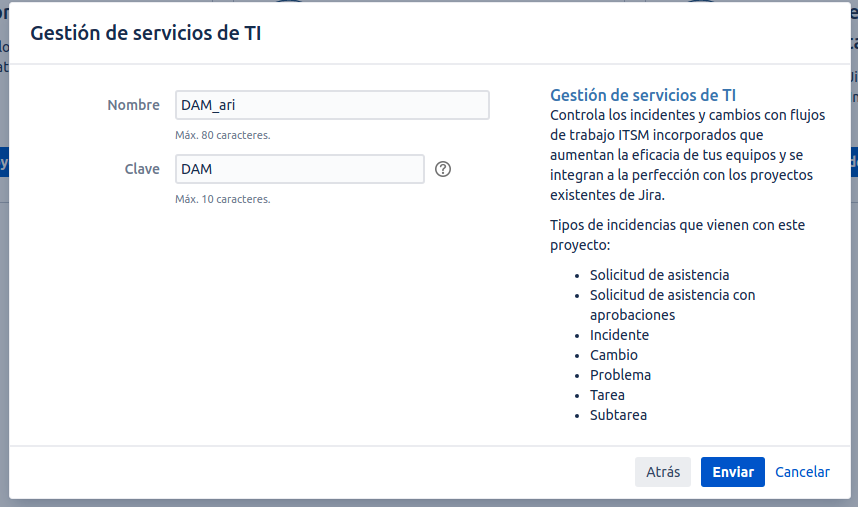 Gestión de servicios de TI
Nombre
DAM_ari
Máx. 80 caracteres.
Clave
DAM
Máx. 10 caracteres.
Gestión de servicios de TI
Controla los incidentes y cambios con flujos
de trabajo ITSM incorporados que
aumentan la eficacia de tus equipos y se
integran a la perfección con los proyectos
existentes de Jira.
Tipos de incidencias que vienen con este
proyecto:
• Solicitud de asistencia
• Solicitud de asistencia con
aprobaciones
• Incidente
• Cambio
• Problema
• Tarea
• Subtarea
Atrás
Enviar
Cancelar